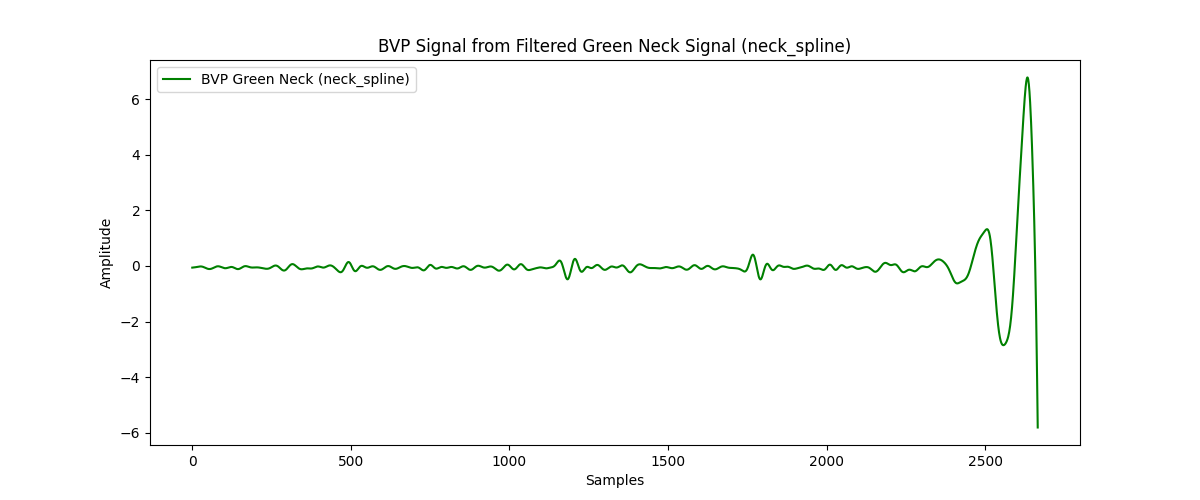 BVP Signal from Filtered Green Neck Signal (neck_spline)
BVP Green Neck (neck_spline)
Amplitude
6
4
2
0
−2
−4
−6
0 500 1000 1500 2000 2500
Samples